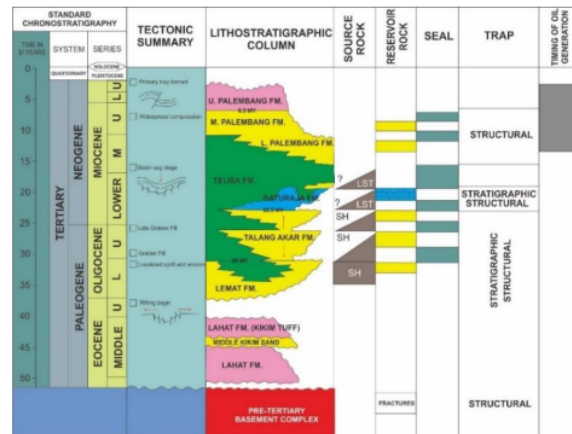 STANDARD
CHRONOSTRATIGRAPHY
TIME IN
SYSTEM
SERIES
TECTONIC
SUMMARY
LITHOSTRATIGRAPHIC
COLUMN
SOURCE
ROCK
RESERVOIR
ROCK
SEAL
TRAP
TIMING OF OIL
GENERATION
QUARTERNARY
HOLOCENE
PLEISTOCENE
0
5
10
15
20
25
30
35
40
45
50
TERTIARY
NEOGENE
PALEOGENE
MIOCENE
OLIGOCENE
EOCENE
U
L
U
M
LOWER
U
L
U
MIDDLE
Primary trap formed
Widespread compression
Basin sag stage
Late Graben Fill
Graben Fill
Localized uplift and erosion
Rifting begin
U. PALEMBANG FM.
M. PALEMBANG FM.
L. PALEMBANG FM.
TELISA FM.
BATURAJA FM.
TALANG AKAR FM.
LEMAT FM.
LAHAT FM. (KIKIM TUFF)
MIDDLE KIKIM SAND
LAHAT FM.
PRE-TERTIARY
BASEMENT COMPLEX
?
LST
?
LST
SH
SH
SH
FRACTURES
STRUCTURAL
STRATIGRAPHIC
STRUCTURAL
STRATIGRAPHIC
STRUCTURAL
STRUCTURAL